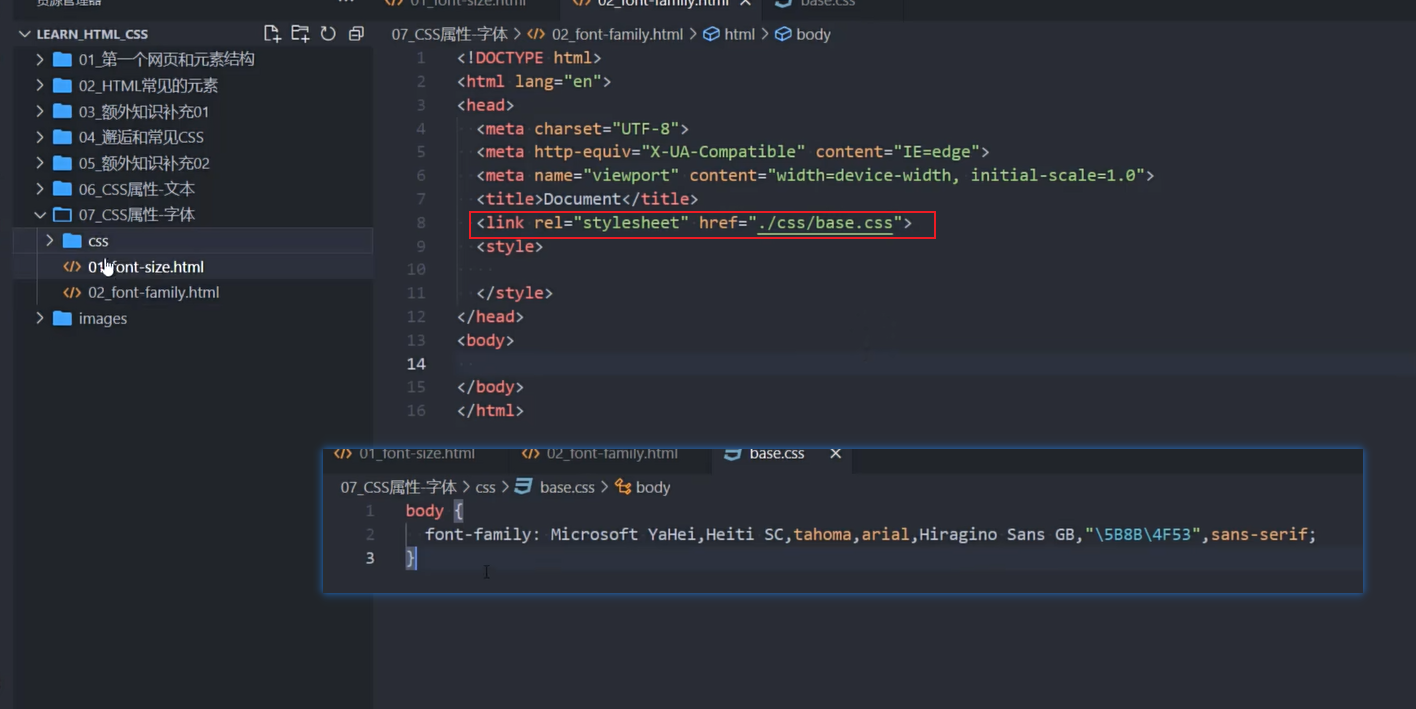 资源管理器 ...
01_font-size.html 02_font-family.html base.css
LEARN_HTML_CSS
01_第一个网页和元素结构
02_HTML常见的元素
03_额外知识补充01
04_邂逅和常见CSS
05_额外知识补充02
06_CSS属性-文本
07_CSS属性-字体
css
01_font-size.html
02_font-family.html
images
07_CSS属性-字体 > 02_font-family.html > html > body
1 <!DOCTYPE html>
2 <html lang="en">
3 <head>
4 <meta charset="UTF-8">
5 <meta http-equiv="X-UA-Compatible" content="IE=edge">
6 <meta name="viewport" content="width=device-width, initial-scale=1.0">
7 <title>Document</title>
8 <link rel="stylesheet" href="./css/base.css">
9 <style>
10
11 </style>
12 </head>
13 <body>
14
15 </body>
16 </html>
01_font-size.html 02_font-family.html base.css
07_CSS属性-字体 > css > base.css > body
1 body {
2 font-family: Microsoft YaHei,Heiti SC,tahoma,arial,Hiragino Sans GB,"\5B8B\4F53",sans-serif;
3 }